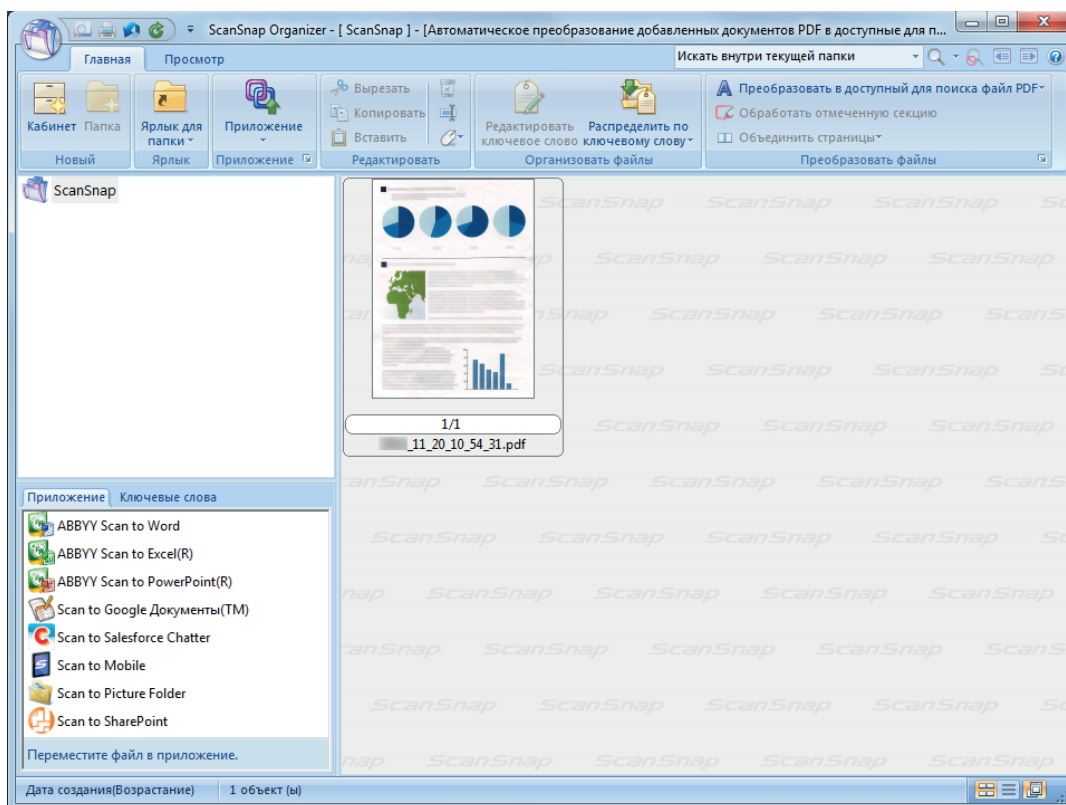 ScanSnap Organizer - [ ScanSnap ] - [Автоматическое преобразование добавленных документов PDF в доступные для п...
Главная Просмотр Искать внутри текущей папки
Кабинет Папка
Новый
Ярлык для папки
Ярлык
Приложение
Приложение
Вырезать
Копировать
Вставить
Редактировать
Редактировать ключевое слово
Распределить по ключевому слову
Организовать файлы
Преобразовать в доступный для поиска файл PDF
Обработать отмеченную секцию
Объединить страницы
Преобразовать файлы
ScanSnap
1/1
_11_20_10_54_31.pdf
Приложение Ключевые слова
ABBYY Scan to Word
ABBYY Scan to Excel(R)
ABBYY Scan to PowerPoint(R)
Scan to Google Документы(TM)
Scan to Salesforce Chatter
Scan to Mobile
Scan to Picture Folder
Scan to SharePoint
Переместите файл в приложение.
Дата создания(Возрастание) 1 объект (ы)